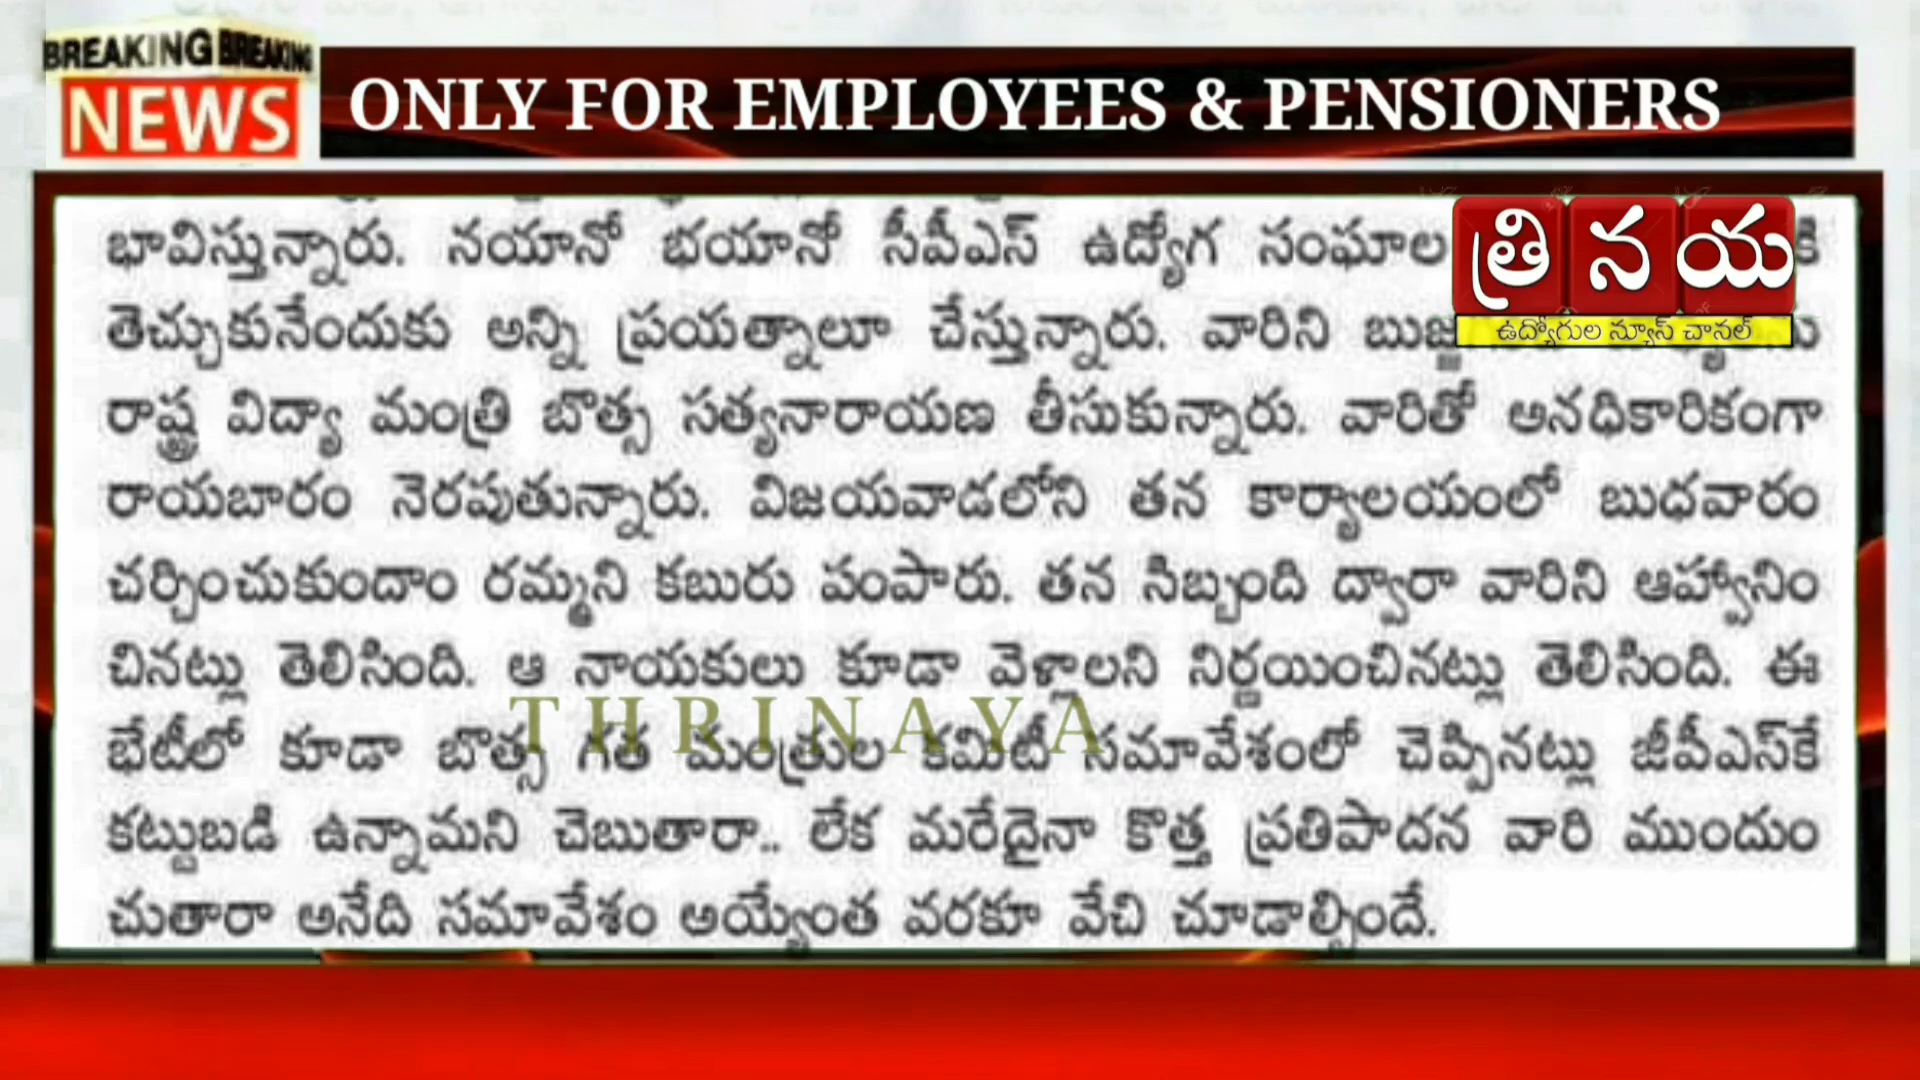 BREAKING BREAKING
NEWS
ONLY FOR EMPLOYEES & PENSIONERS
త్రినయ
ఉద్యోగుల న్యూస్ చానల్
భావిస్తున్నారు. నయానో భయానో సీపీఎస్ ఉద్యోగ సంఘాల
తెచ్చుకునేందుకు అన్ని ప్రయత్నాలూ చేస్తున్నారు. వారిని
రాష్ట్ర విద్యా మంత్రి బొత్స సత్యనారాయణ తీసుకున్నారు. వారితో అనధికారికంగా
రాయబారం నెరపుతున్నారు. విజయవాడలోని తన కార్యాలయంలో బుధవారం
చర్చించుకుందాం రమ్మని కబురు పంపారు. తన సిబ్బంది ద్వారా వారిని ఆహ్వానిం
చినట్లు తెలిసింది. ఆ నాయకులు కూడా వెళ్లాలని నిర్ణయించినట్లు తెలిసింది. ఈ
THRINAYA
భేటీలో కూడా బొత్స గత మంత్రుల కమిటీ సమావేశంలో చెప్పినట్లు జీపీఎస్‌కే
కట్టుబడి ఉన్నామని చెబుతారా.. లేక మరేదైనా కొత్త ప్రతిపాదన వారి ముందుం
చుతారా అనేది సమావేశం అయ్యేంత వరకూ వేచి చూడాల్సిందే.